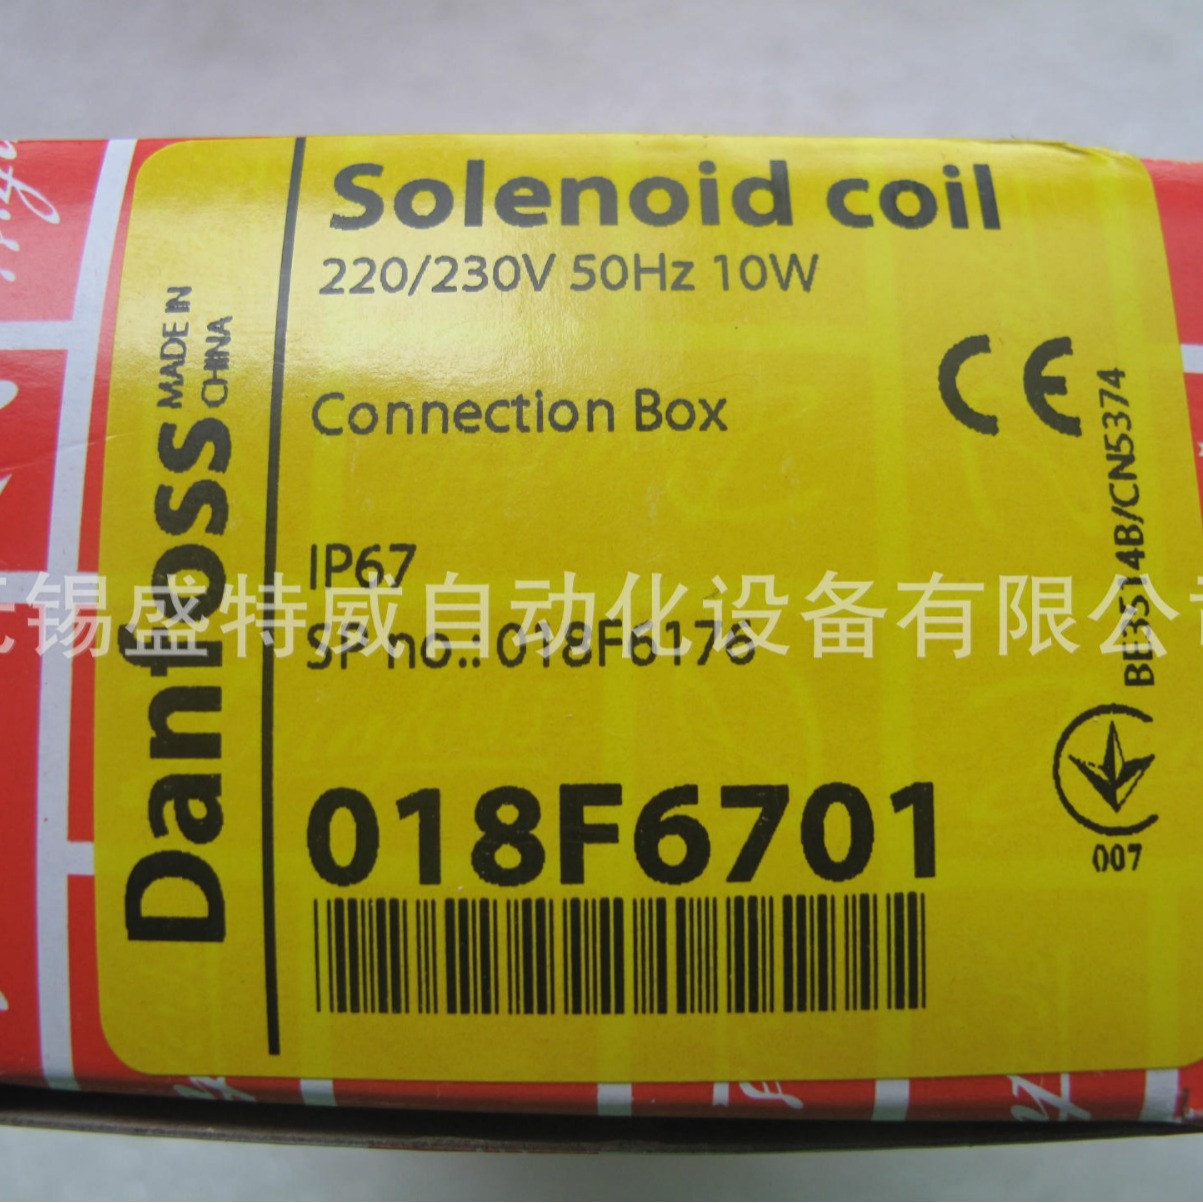 Solenoid coil
220/230V 50Hz 10W
Connection Box
IP67
SP no.: 018F6176
018F6701
Danfoss
MADE IN
CHINA
CE
BE3514B/CN5374
007
锡盛特威自动化设备有限公